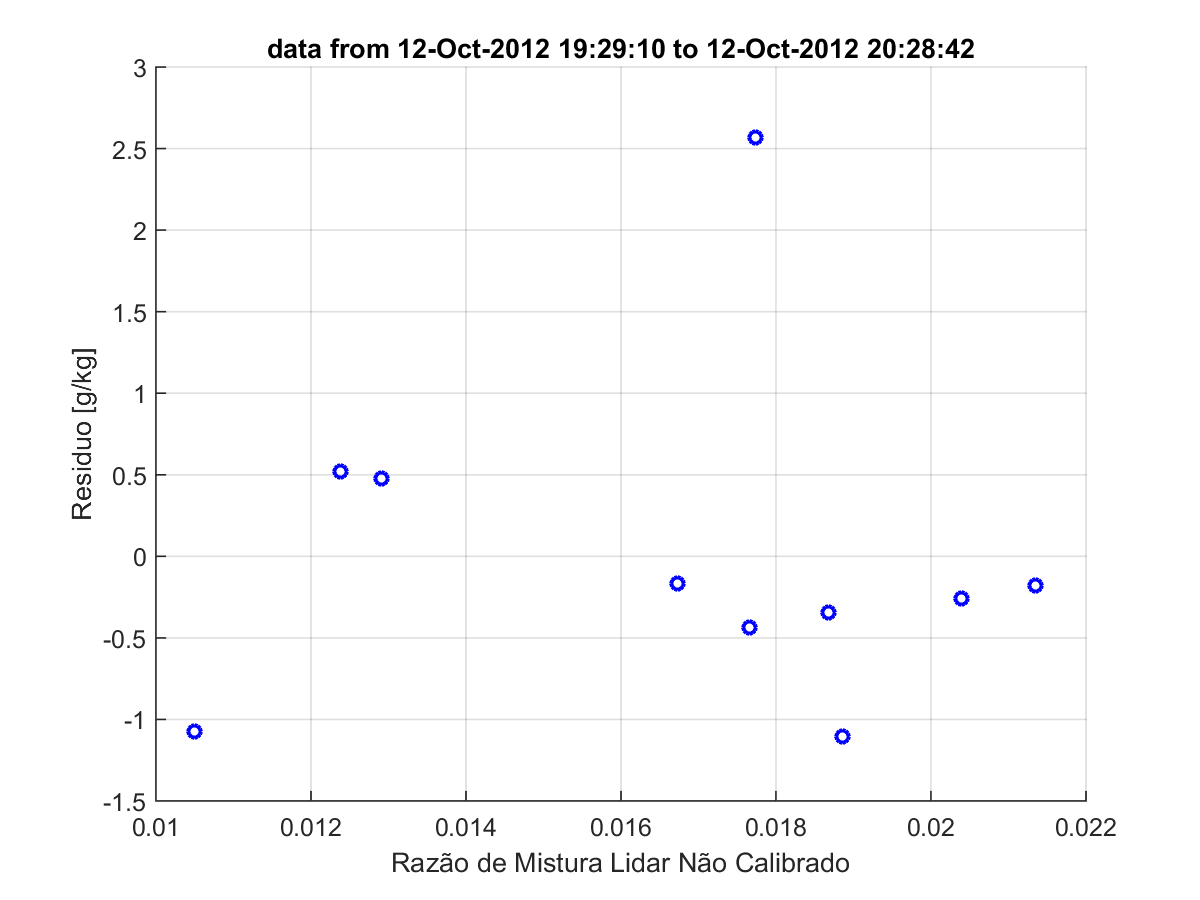 data from 12-Oct-2012 19:29:10 to 12-Oct-2012 20:28:42
3
2.5
2
1.5
1
0.5
0
-0.5
-1
-1.5
Residuo [g/kg]
0.01 0.012 0.014 0.016 0.018 0.02 0.022
Razão de Mistura Lidar Não Calibrado